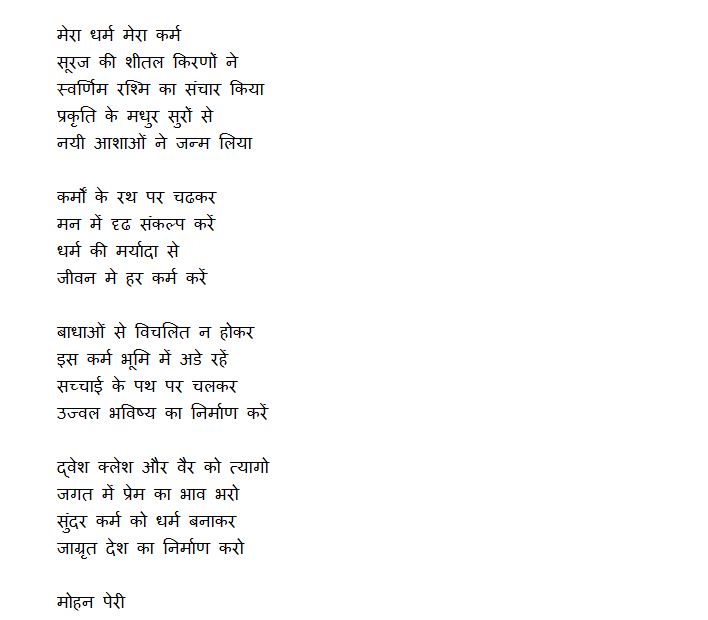 मेरा धर्म मेरा कर्म
सूरज की शीतल किरणों ने
स्वर्णिम रश्मि का संचार किया
प्रकृति के मधुर सुरों से
नयी आशाओं ने जन्म लिया
कर्मों के रथ पर चढकर
मन में दृढ संकल्प करें
धर्म की मर्यादा से
जीवन मे हर कर्म करें
बाधाओं से विचलित न होकर
इस कर्म भूमि में अडे रहें
सच्चाई के पथ पर चलकर
उज्वल भविष्य का निर्माण करें
द्वेश क्लेश और वैर को त्यागो
जगत में प्रेम का भाव भरो
सुंदर कर्म को धर्म बनाकर
जाग्रृत देश का निर्माण करो
मोहन पेरी